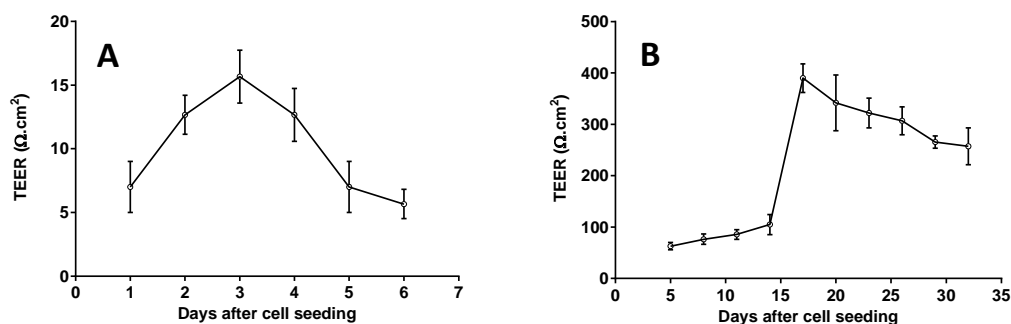 A
TEER (Ω.cm²)
20
15
10
5
0
0 1 2 3 4 5 6 7
Days after cell seeding
B
TEER (Ω.cm²)
500
400
300
200
100
0
0 5 10 15 20 25 30 35
Days after cell seeding